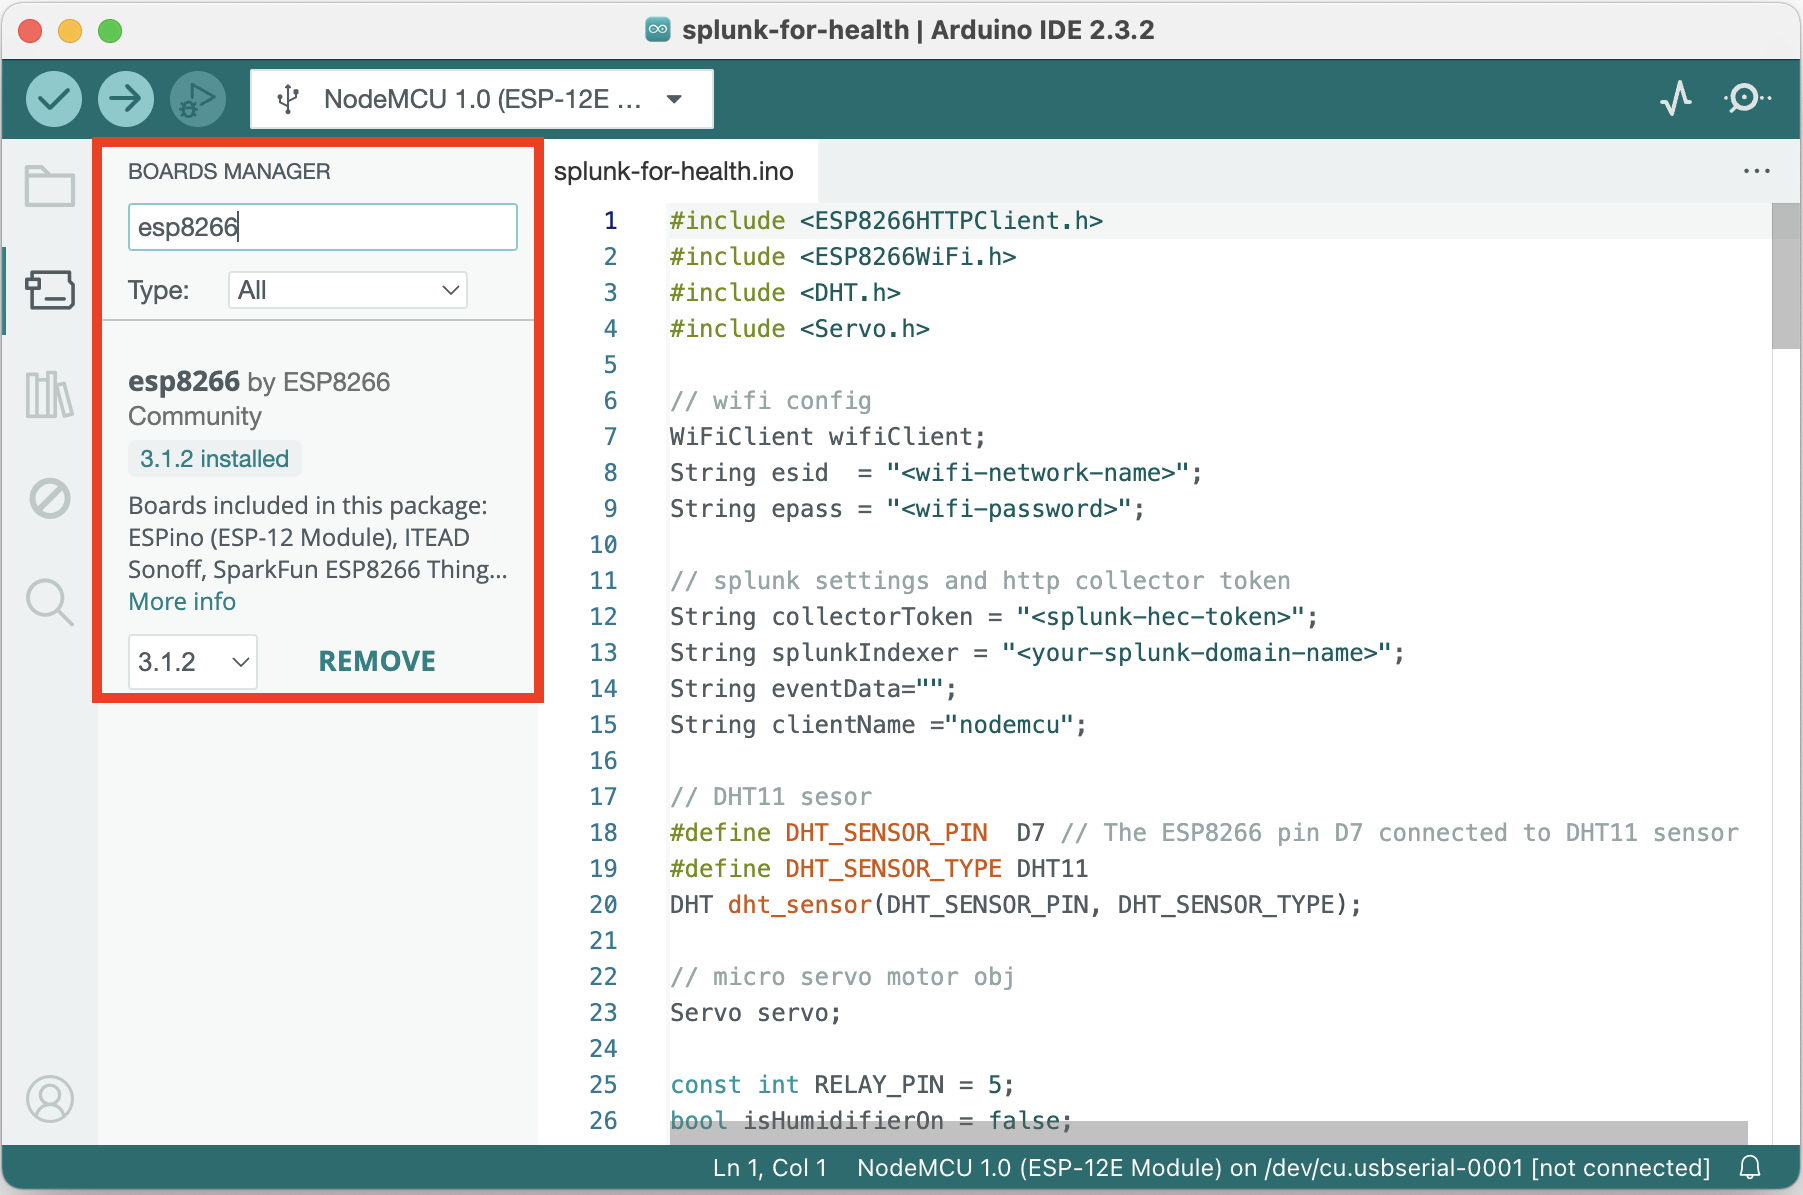 splunk-for-health | Arduino IDE 2.3.2
NodeMCU 1.0 (ESP-12E ...
BOARDS MANAGER
esp8266
Type: All
esp8266 by ESP8266
Community
3.1.2 installed
Boards included in this package:
ESPino (ESP-12 Module), ITEAD
Sonoff, SparkFun ESP8266 Thing...
More info
3.1.2 REMOVE
splunk-for-health.ino
1 #include <ESP8266HTTPClient.h>
2 #include <ESP8266WiFi.h>
3 #include <DHT.h>
4 #include <Servo.h>
5
6 // wifi config
7 WiFiClient wifiClient;
8 String esid  = "<wifi-network-name>";
9 String epass = "<wifi-password>";
10
11 // splunk settings and http collector token
12 String collectorToken = "<splunk-hec-token>";
13 String splunkIndexer = "<your-splunk-domain-name>";
14 String eventData="";
15 String clientName ="nodemcu";
16
17 // DHT11 sesor
18 #define DHT_SENSOR_PIN  D7 // The ESP8266 pin D7 connected to DHT11 sensor
19 #define DHT_SENSOR_TYPE DHT11
20 DHT dht_sensor(DHT_SENSOR_PIN, DHT_SENSOR_TYPE);
21
22 // micro servo motor obj
23 Servo servo;
24
25 const int RELAY_PIN = 5;
26 bool isHumidifierOn = false;
Ln 1, Col 1 NodeMCU 1.0 (ESP-12E Module) on /dev/cu.usbserial-0001 [not connected]